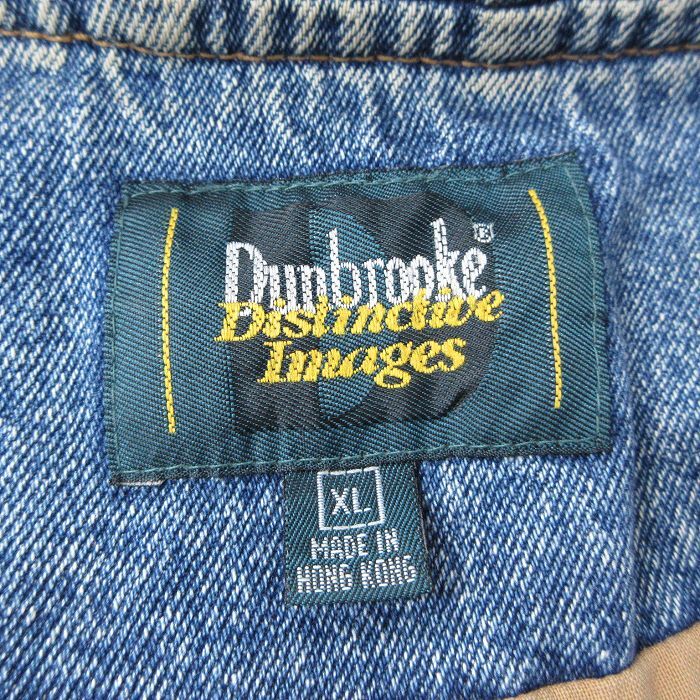 Dunbrooke®
Distinctive
Images
XL
MADE IN
HONG KONG